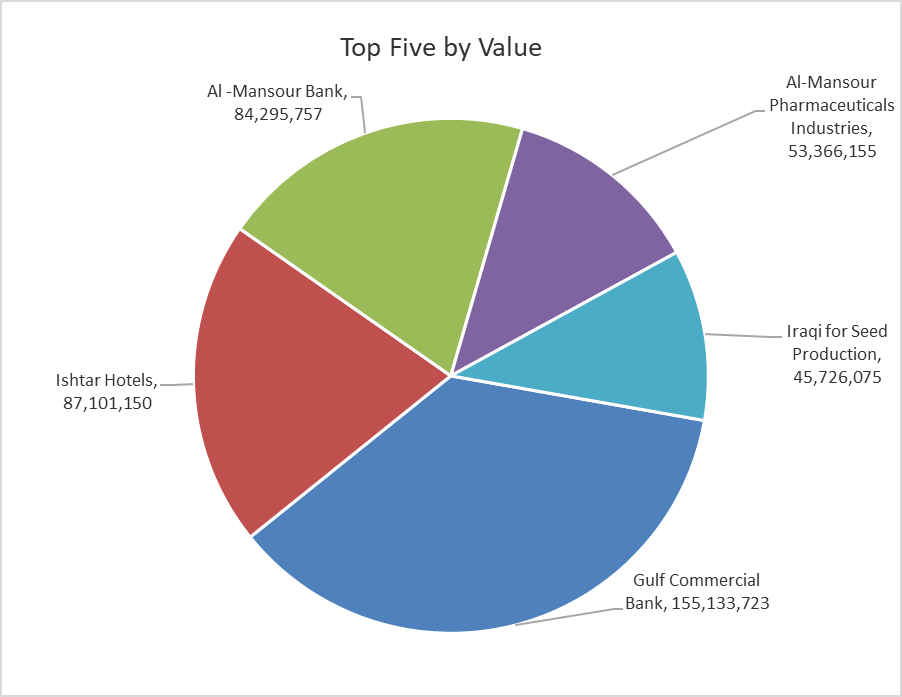 Top Five by Value
Al -Mansour Bank,
84,295,757
Al-Mansour
Pharmaceuticals
Industries,
53,366,155
Iraqi for Seed
Production,
45,726,075
Ishtar Hotels,
87,101,150
Gulf Commercial
Bank, 155,133,723